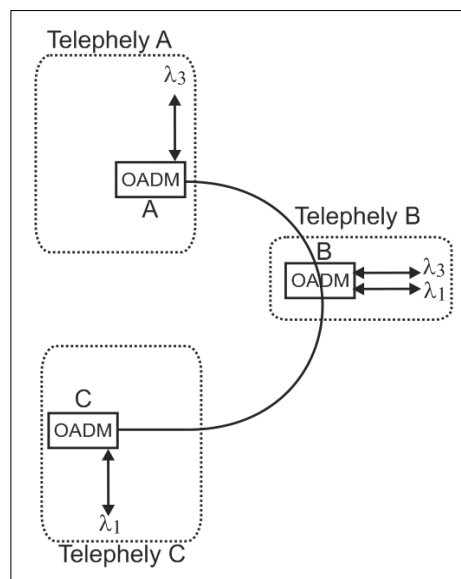 Telephely A
λ3
OADM
A
Telephely B
B
OADM
λ3
λ1
C
OADM
λ1
Telephely C